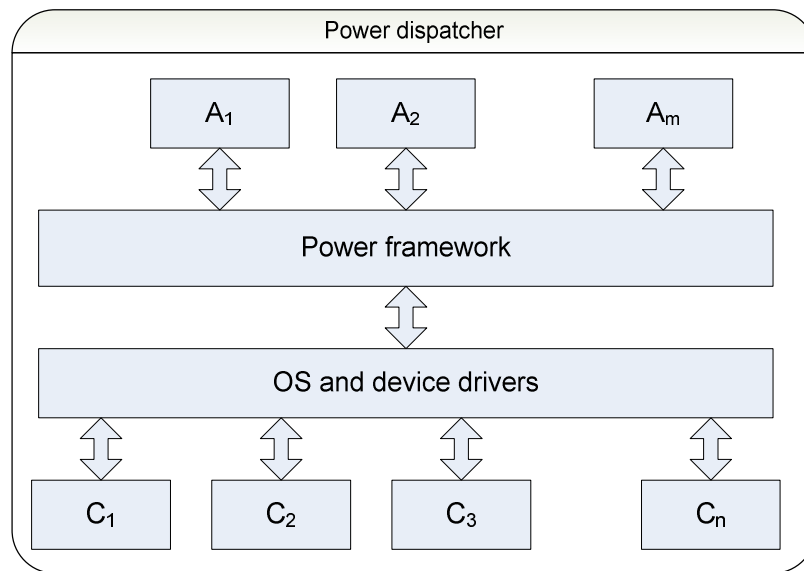 Power dispatcher
A₁
A₂
Aₘ
Power framework
OS and device drivers
C₁
C₂
C₃
Cₙ